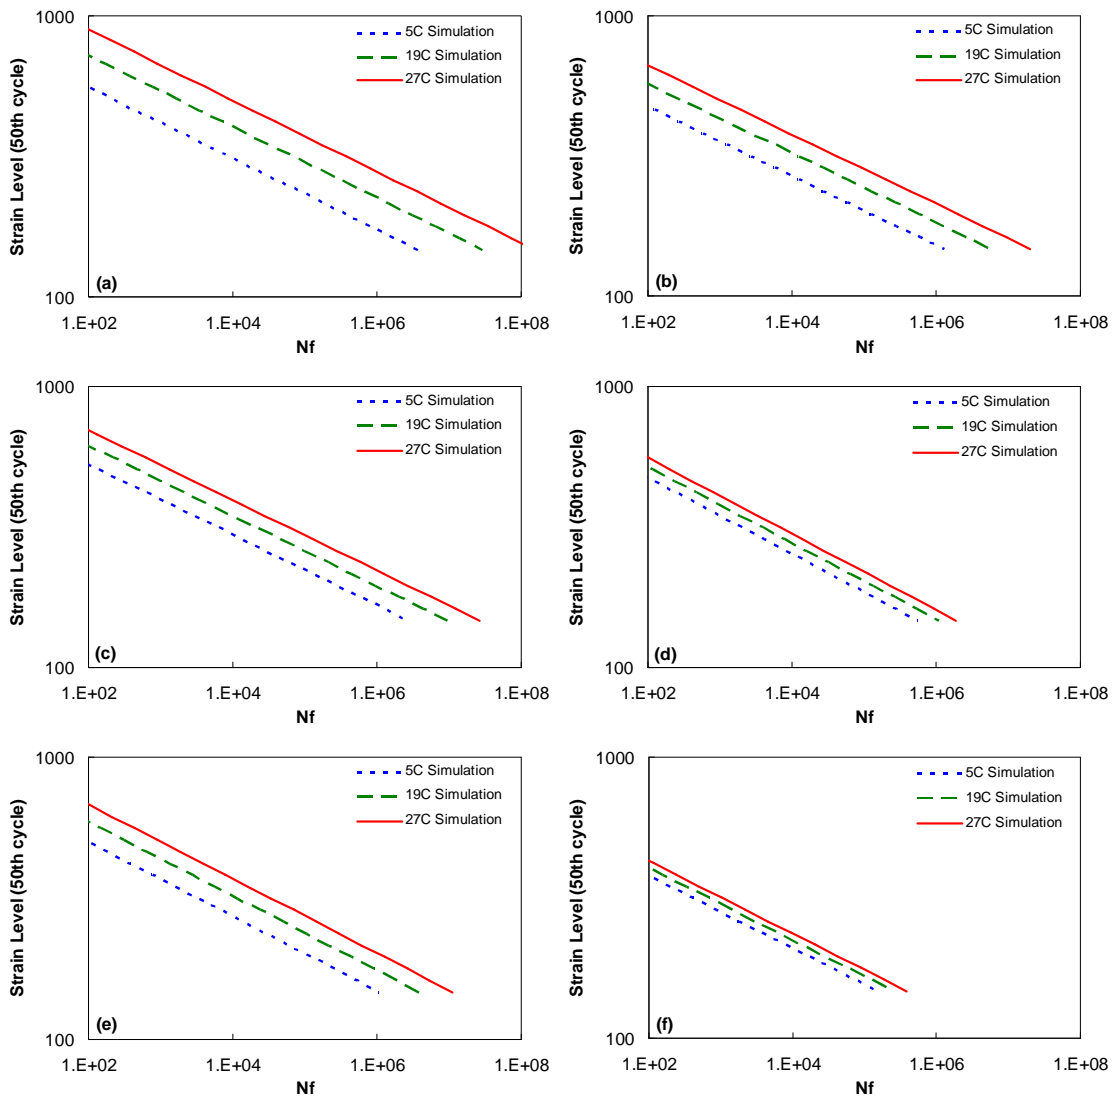 1000
5C Simulation
19C Simulation
27C Simulation
Strain Level (50th cycle)
(a)
100
1.E+02 1.E+04 1.E+06 1.E+08
Nf
1000
5C Simulation
19C Simulation
27C Simulation
Strain Level (50th cycle)
(b)
100
1.E+02 1.E+04 1.E+06 1.E+08
Nf
1000
5C Simulation
19C Simulation
27C Simulation
Strain Level (50th cycle)
(c)
100
1.E+02 1.E+04 1.E+06 1.E+08
Nf
1000
5C Simulation
19C Simulation
27C Simulation
Strain Level (50th cycle)
(d)
100
1.E+02 1.E+04 1.E+06 1.E+08
Nf
1000
5C Simulation
19C Simulation
27C Simulation
Strain Level (50th cycle)
(e)
100
1.E+02 1.E+04 1.E+06 1.E+08
Nf
1000
5C Simulation
19C Simulation
27C Simulation
Strain Level (50th cycle)
(f)
100
1.E+02 1.E+04 1.E+06 1.E+08
Nf